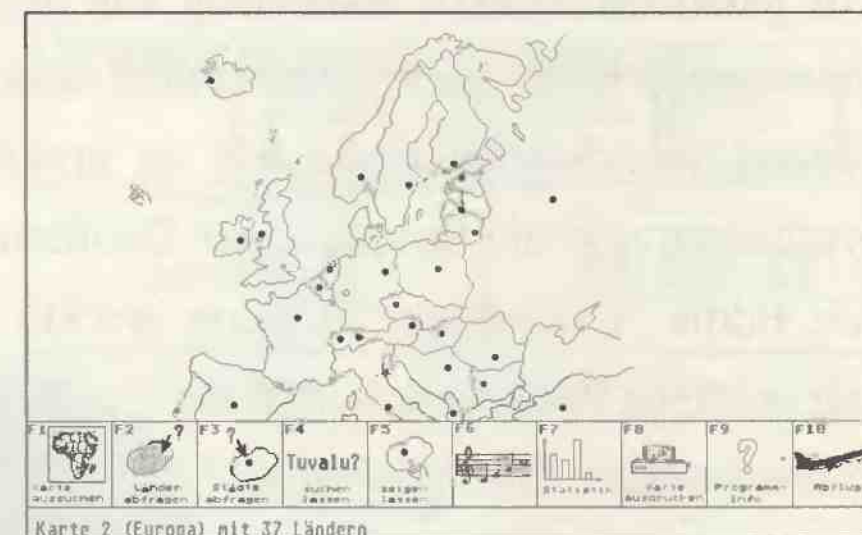 F1 F2 ? F3 ? F4 F5 F6 F7 F8 F9 F10
Tuvalu? ?
Karte Länder Städte suchen zeigen Statistik Karte Programm-
aussuchen abfragen abfragen lassen lassen ausdrucken Info
Karte 2 (Europa) mit 37 Ländern